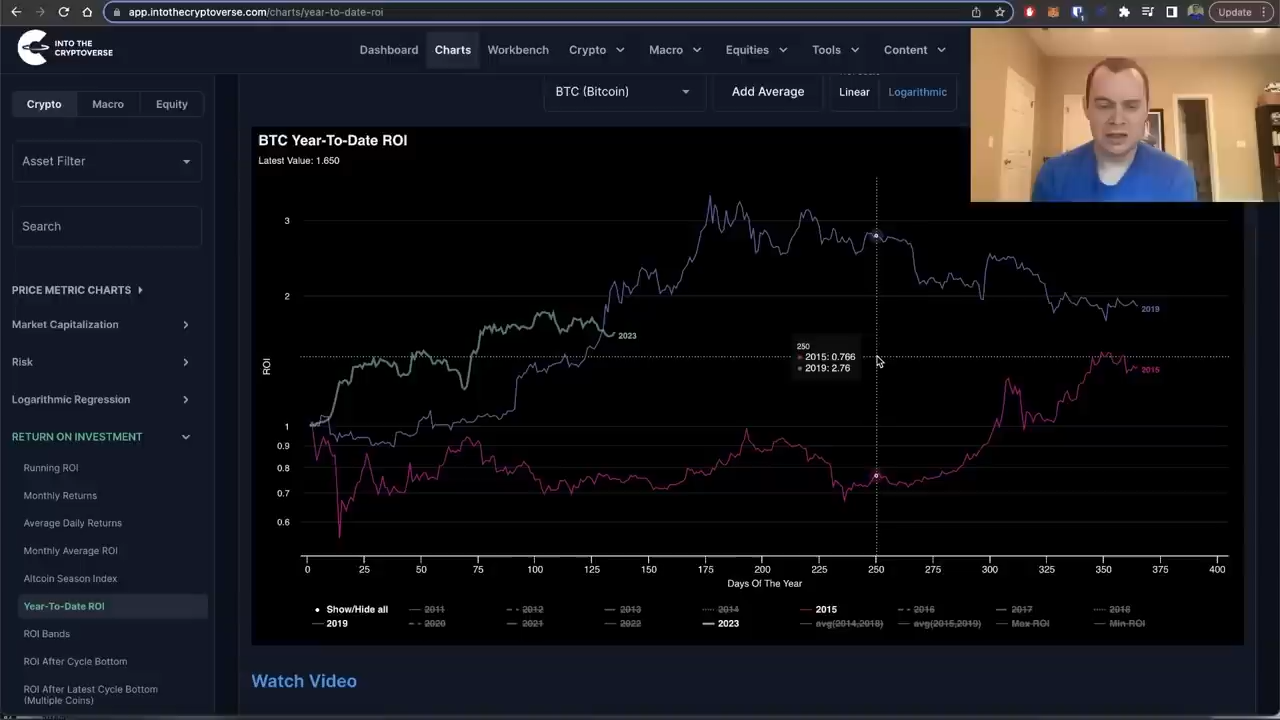 app.intothecryptoverse.com/charts/year-to-date-roi
Update
INTO THE
CRYPTOVERSE
Dashboard
Charts
Workbench
Crypto
Macro
Equities
Tools
Content
Crypto
Macro
Equity
Asset Filter
Search
PRICE METRIC CHARTS
Market Capitalization
Risk
Logarithmic Regression
RETURN ON INVESTMENT
Running ROI
Monthly Returns
Average Daily Returns
Monthly Average ROI
Altcoin Season Index
Year-To-Date ROI
ROI Bands
ROI After Cycle Bottom
ROI After Latest Cycle Bottom
(Multiple Coins)
BTC (Bitcoin)
Add Average
Linear
Logarithmic
BTC Year-To-Date ROI
Latest Value: 1.650
3
2
1
0.9
0.8
0.7
0.6
ROI
2023
2019
2015
250
2015: 0.766
2019: 2.76
0 25 50 75 100 125 150 175 200 225 250 275 300 325 350 375 400
Days Of The Year
Show/Hide all 2011 2012 2013 2014 2015 2016 2017 2018
2019 2020 2021 2022 2023 avg(2014,2018) avg(2015,2019) Max ROI Min ROI
Watch Video